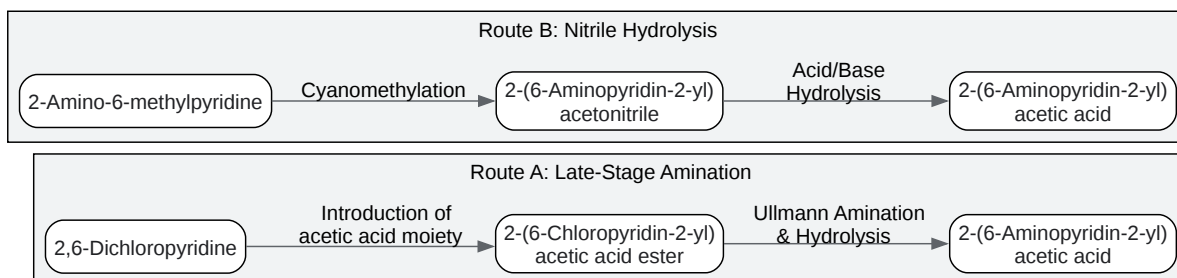 Route B: Nitrile Hydrolysis
2-Amino-6-methylpyridine
Cyanomethylation
2-(6-Aminopyridin-2-yl)
acetonitrile
Acid/Base
Hydrolysis
2-(6-Aminopyridin-2-yl)
acetic acid
Route A: Late-Stage Amination
2,6-Dichloropyridine
Introduction of
acetic acid moiety
2-(6-Chloropyridin-2-yl)
acetic acid ester
Ullmann Amination
& Hydrolysis
2-(6-Aminopyridin-2-yl)
acetic acid